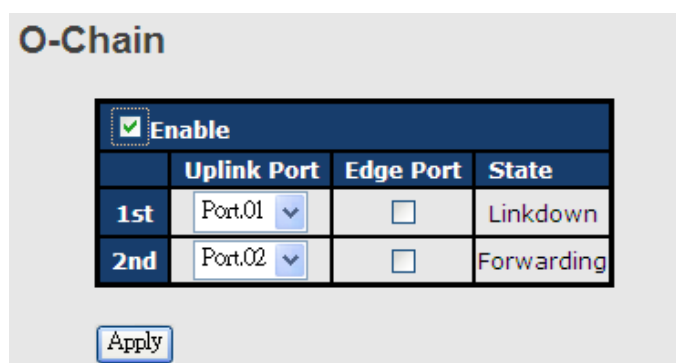 O-Chain
Enable
Uplink Port Edge Port State
1st Port.01 Linkdown
2nd Port.02 Forwarding
Apply